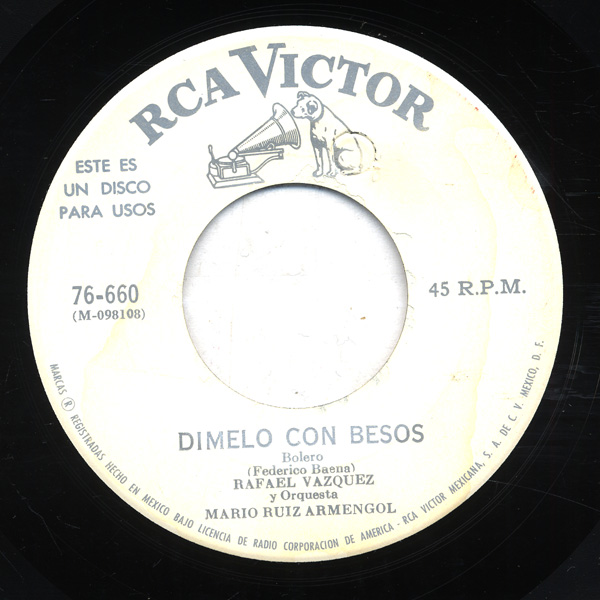 RCA VICTOR
ESTE ES
UN DISCO
PARA USOS
76-660
(M-098108)
45 R.P.M.
DIMELO CON BESOS
Bolero
(Federico Baena)
RAFAEL VAZQUEZ
y Orquesta
MARIO RUIZ ARMENGOL
MARCAS ® REGISTRADAS HECHO EN MEXICO BAJO LICENCIA DE RADIO CORPORACION DE AMERICA - RCA VICTOR MEXICANA, S. A. DE C. V. MEXICO, D. F.